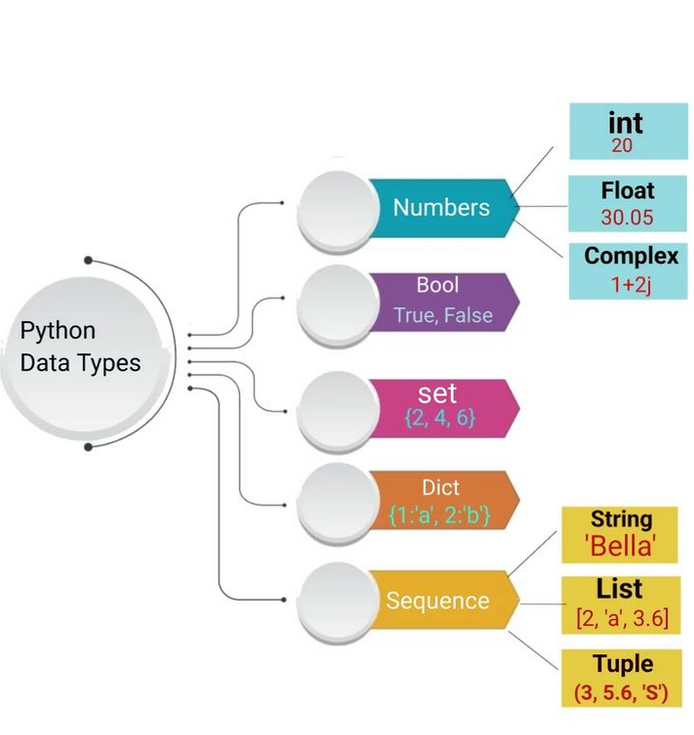 Python
Data Types
Numbers
int
20
Float
30.05
Complex
1+2j
Bool
True, False
set
{2, 4, 6}
Dict
{1:'a', 2:'b'}
Sequence
String
'Bella'
List
[2, 'a', 3.6]
Tuple
(3, 5.6, 'S')